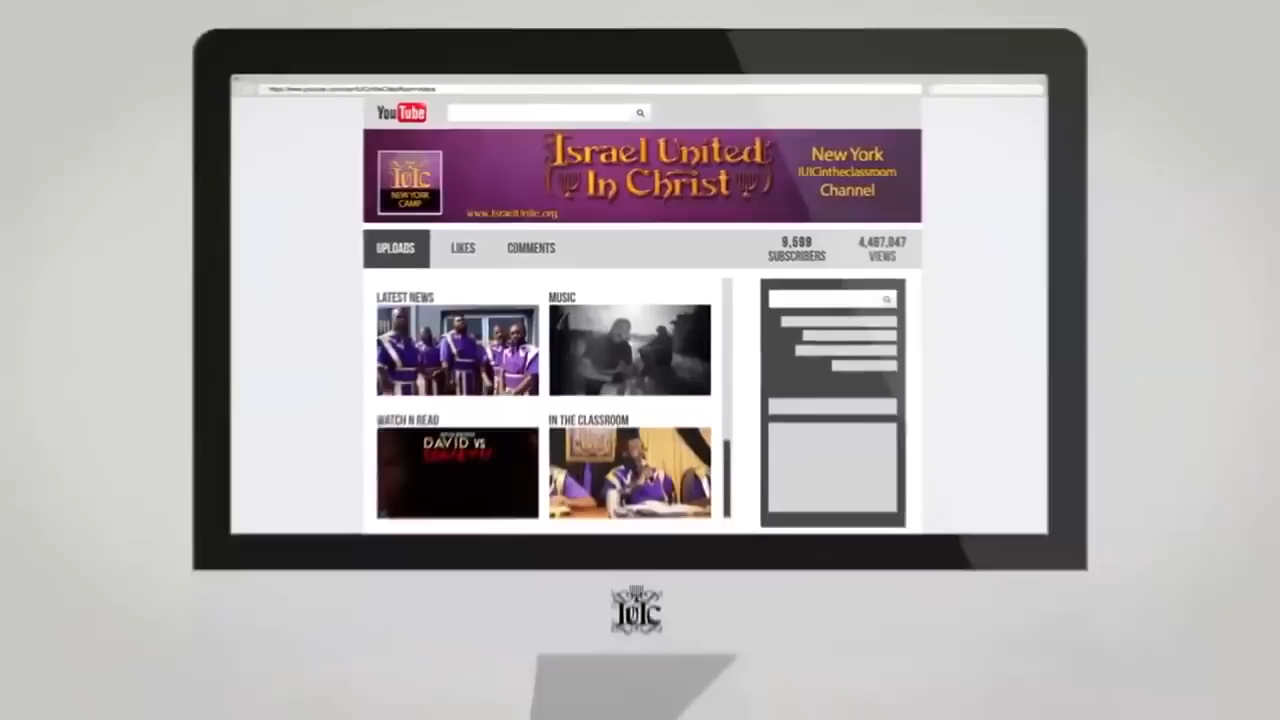 You Tube
IUIC
NEW YORK
CAMP
Israel United
In Christ
www.IsraelUnite.org
New York
IUICintheclassroom
Channel
UPLOADS
LIKES
COMMENTS
9,599
SUBSCRIBERS
4,487,047
VIEWS
LATEST NEWS
MUSIC
WATCH N READ
IN THE CLASSROOM
DAVID VS
IUIC